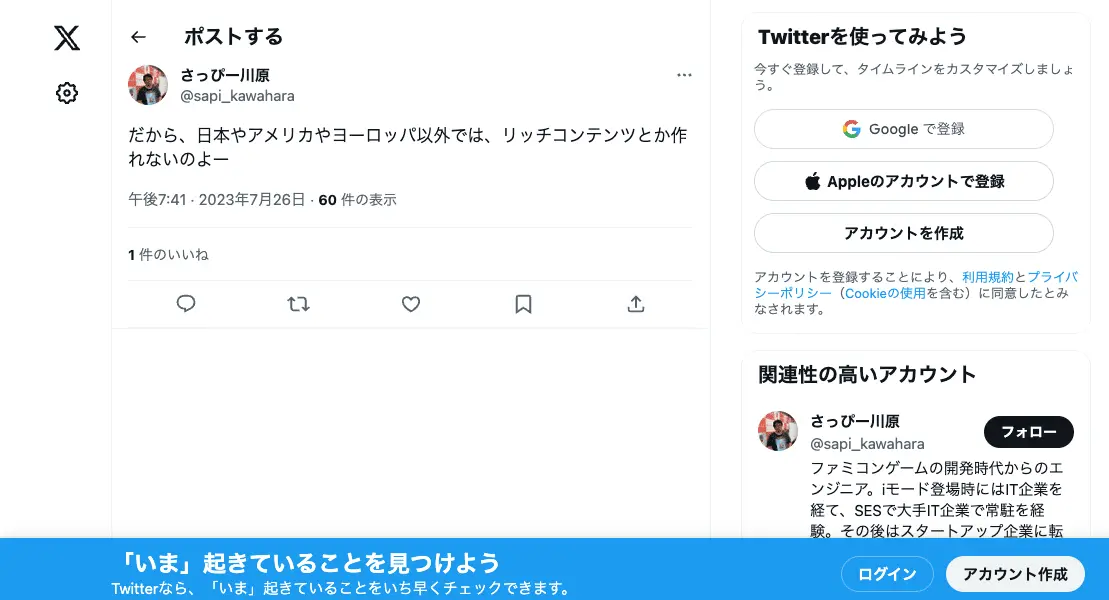 ポストする
さっぴー川原
@sapi_kawahara
だから、日本やアメリカやヨーロッパ以外では、リッチコンテンツとか作
れないのよー
午後7:41 · 2023年7月26日 · 60 件の表示
1 件のいいね
Twitterを使ってみよう
今すぐ登録して、タイムラインをカスタマイズしましょ
う。
Google で登録
Appleのアカウントで登録
アカウントを作成
アカウントを登録することにより、利用規約とプライバ
シーポリシー（Cookieの使用を含む）に同意したとみ
なされます。
関連性の高いアカウント
さっぴー川原
@sapi_kawahara
フォロー
ファミコンゲームの開発時代からのエ
ンジニア。iモード登場時にはIT企業を
経て、SESで大手IT企業で常駐を経
験。その後はスタートアップ企業に転
「いま」起きていることを見つけよう
Twitterなら、「いま」起きていることをいち早くチェックできます。
ログイン
アカウント作成